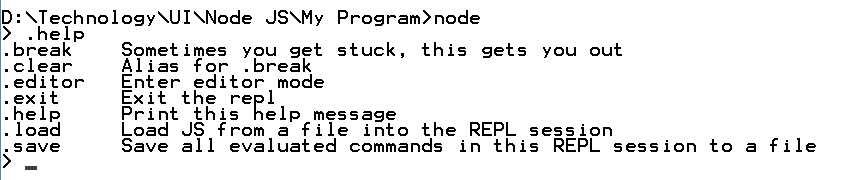 D:\Technology\UI\Node JS\My Program>node
> .help
.break    Sometimes you get stuck, this gets you out
.clear    Alias for .break
.editor   Enter editor mode
.exit     Exit the repl
.help     Print this help message
.load     Load JS from a file into the REPL session
.save     Save all evaluated commands in this REPL session to a file
> _